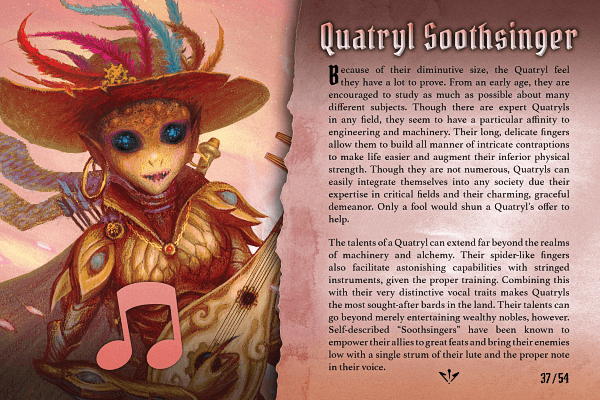 Quatryl Soothsinger
Because of their diminutive size, the Quatryl feel
they have a lot to prove. From an early age, they are
encouraged to study as much as possible about many
different subjects. Though there are expert Quatryls
in any field, they seem to have a particular affinity to
engineering and machinery. Their long, delicate fingers
allow them to build all manner of intricate contraptions
to make life easier and augment their inferior physical
strength. Though they are not numerous, Quatryls can
easily integrate themselves into any society due their
expertise in critical fields and their charming, graceful
demeanor. Only a fool would shun a Quatryl's offer to
help.
The talents of a Quatryl can extend far beyond the realms
of machinery and alchemy. Their spider-like fingers
also facilitate astonishing capabilities with stringed
instruments, given the proper training. Combining this
with their very distinctive vocal traits makes Quatryls
the most sought-after bards in the land. Their talents can
go beyond merely entertaining wealthy nobles, however.
Self-described “Soothsingers” have been known to
empower their allies to great feats and bring their enemies
low with a single strum of their lute and the proper note
in their voice.
37/54